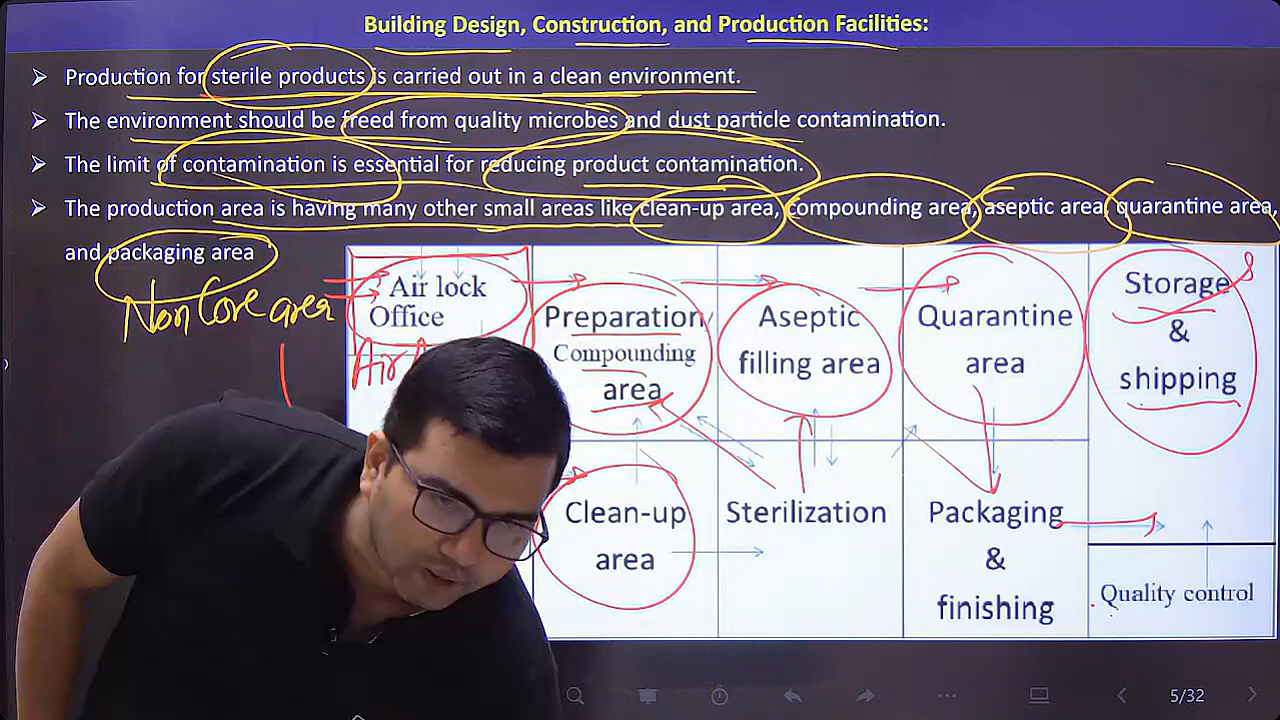 Building Design, Construction, and Production Facilities:
➢ Production for sterile products is carried out in a clean environment.
➢ The environment should be freed from quality microbes and dust particle contamination.
➢ The limit of contamination is essential for reducing product contamination.
➢ The production area is having many other small areas like clean-up area, compounding area, aseptic area, quarantine area,
and packaging area
Non Core area
Air lock
Office
Air
Preparation
Compounding
area
Aseptic
filling area
Quarantine
area
Storage
&
shipping
Clean-up
area
Sterilization
Packaging
&
finishing
Quality control
5/32